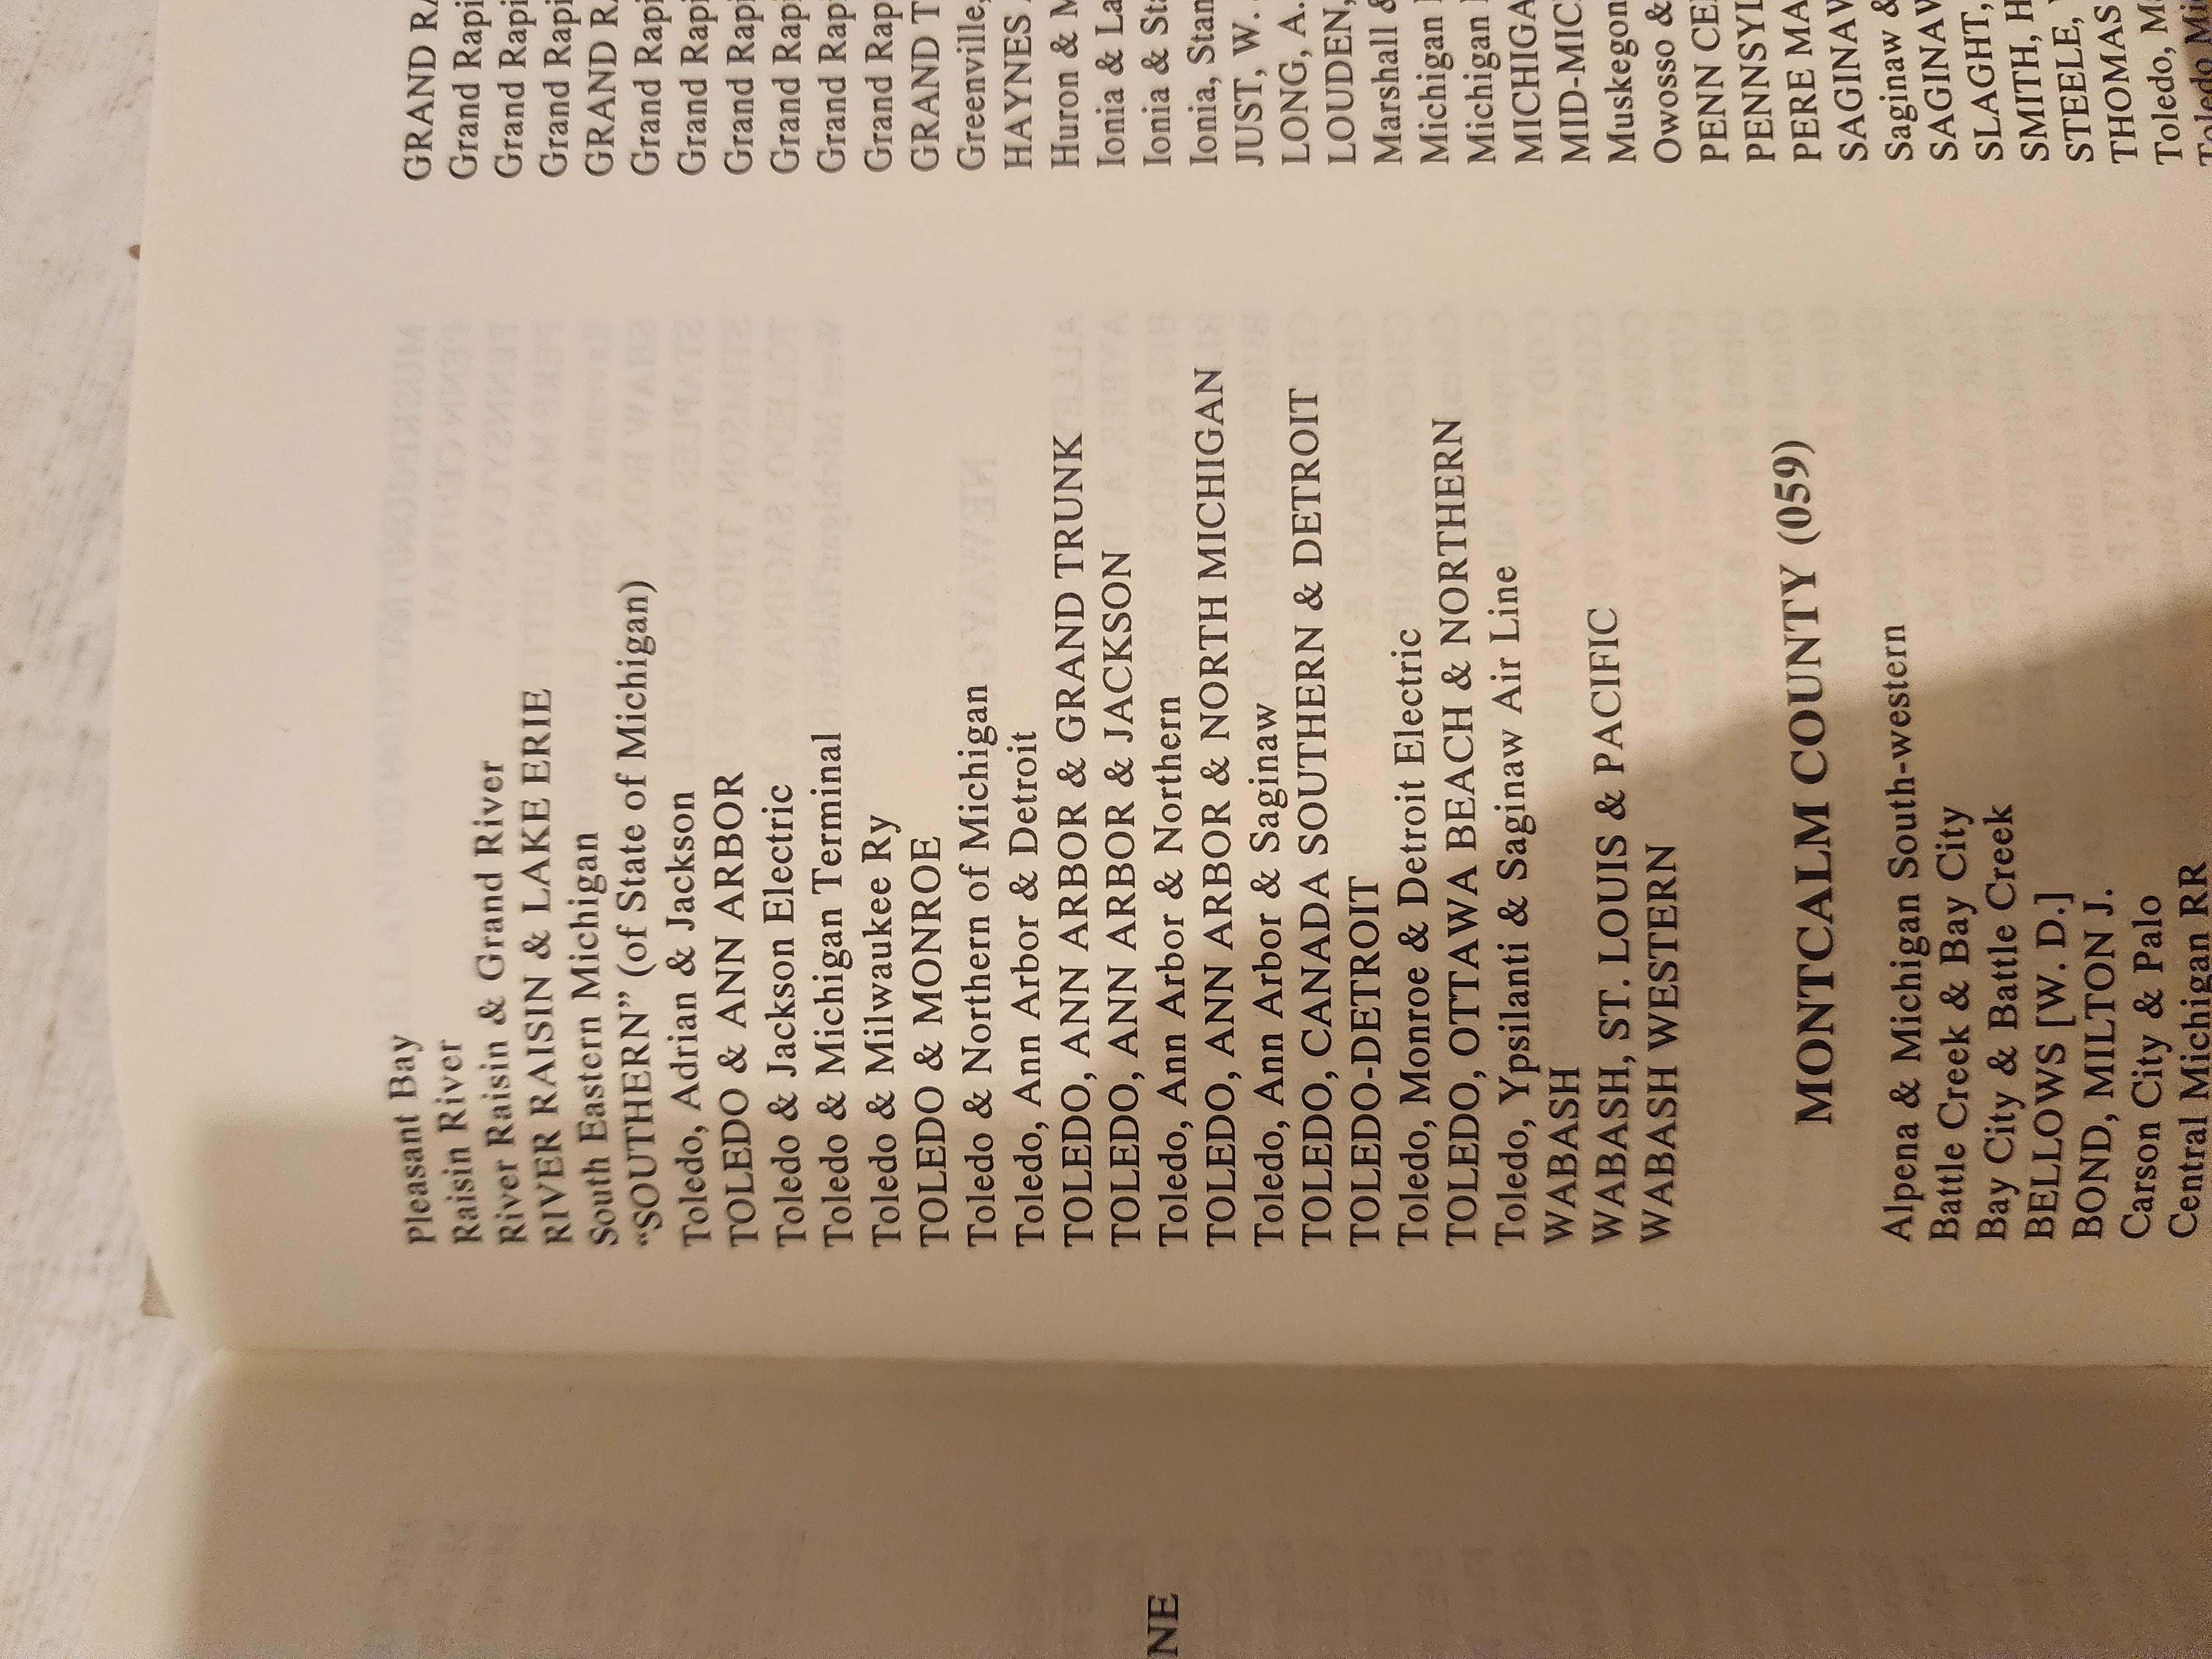 NE
Pleasant Bay
Raisin River
River Raisin & Grand River
RIVER RAISIN & LAKE ERIE
South Eastern Michigan
“SOUTHERN” (of State of Michigan)
Toledo, Adrian & Jackson
TOLEDO & ANN ARBOR
Toledo & Jackson Electric
Toledo & Michigan Terminal
Toledo & Milwaukee Ry
TOLEDO & MONROE
Toledo & Northern of Michigan
Toledo, Ann Arbor & Detroit
TOLEDO, ANN ARBOR & GRAND TRUNK
TOLEDO, ANN ARBOR & JACKSON
Toledo, Ann Arbor & Northern
TOLEDO, ANN ARBOR & NORTH MICHIGAN
Toledo, Ann Arbor & Saginaw
TOLEDO, CANADA SOUTHERN & DETROIT
TOLEDO-DETROIT
Toledo, Monroe & Detroit Electric
TOLEDO, OTTAWA BEACH & NORTHERN
Toledo, Ypsilanti & Saginaw Air Line
WABASH
WABASH, ST. LOUIS & PACIFIC
WABASH WESTERN
MONTCALM COUNTY (059)
Alpena & Michigan South-western
Battle Creek & Bay City
Bay City & Battle Creek
BELLOWS [W. D.]
BOND, MILTON J.
Carson City & Palo
Central Michigan RR
GRAND RA
Grand Rapi
Grand Rapi
Grand Rapi
GRAND RA
Grand Rapi
Grand Rapi
Grand Rapi
Grand Rapi
Grand Rapi
Grand Rap
GRAND T
Greenville,
HAYNES
Huron & M
Ionia & La
Ionia & Sta
Ionia, Stan
JUST, W.
LONG, A.
LOUDEN,
Marshall &
Michigan
Michigan
MICHIGA
MID-MIC
Muskegon
Owosso &
PENN CE
PENNSYL
PERE MA
SAGINAW
Saginaw &
SAGINAW
SLAGHT,
SMITH, H
STEELE,
THOMAS
Toledo, M
Toledo Mi